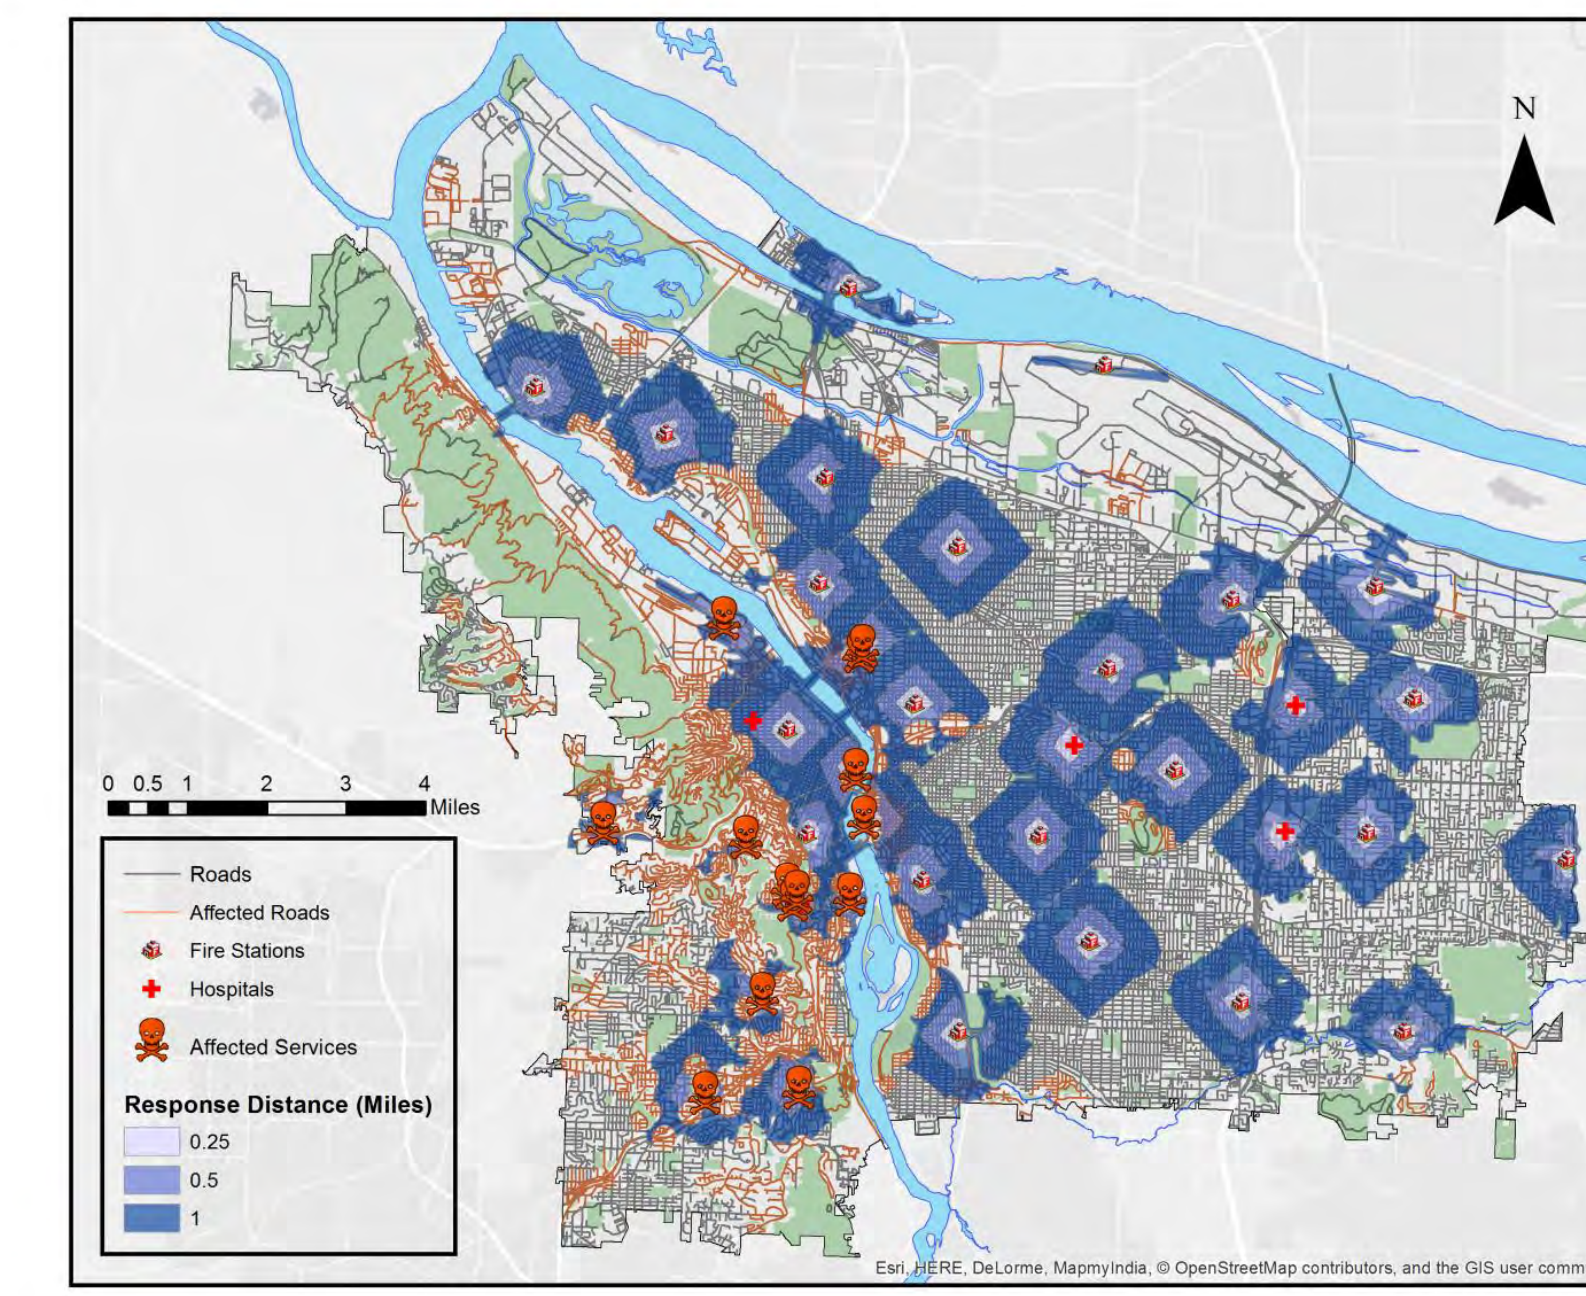 N
0 0.5 1 2 3 4
Miles
Roads
Affected Roads
Fire Stations
Hospitals
Affected Services
Response Distance (Miles)
0.25
0.5
1
Esri, HERE, DeLorme, MapmyIndia, © OpenStreetMap contributors, and the GIS user comm